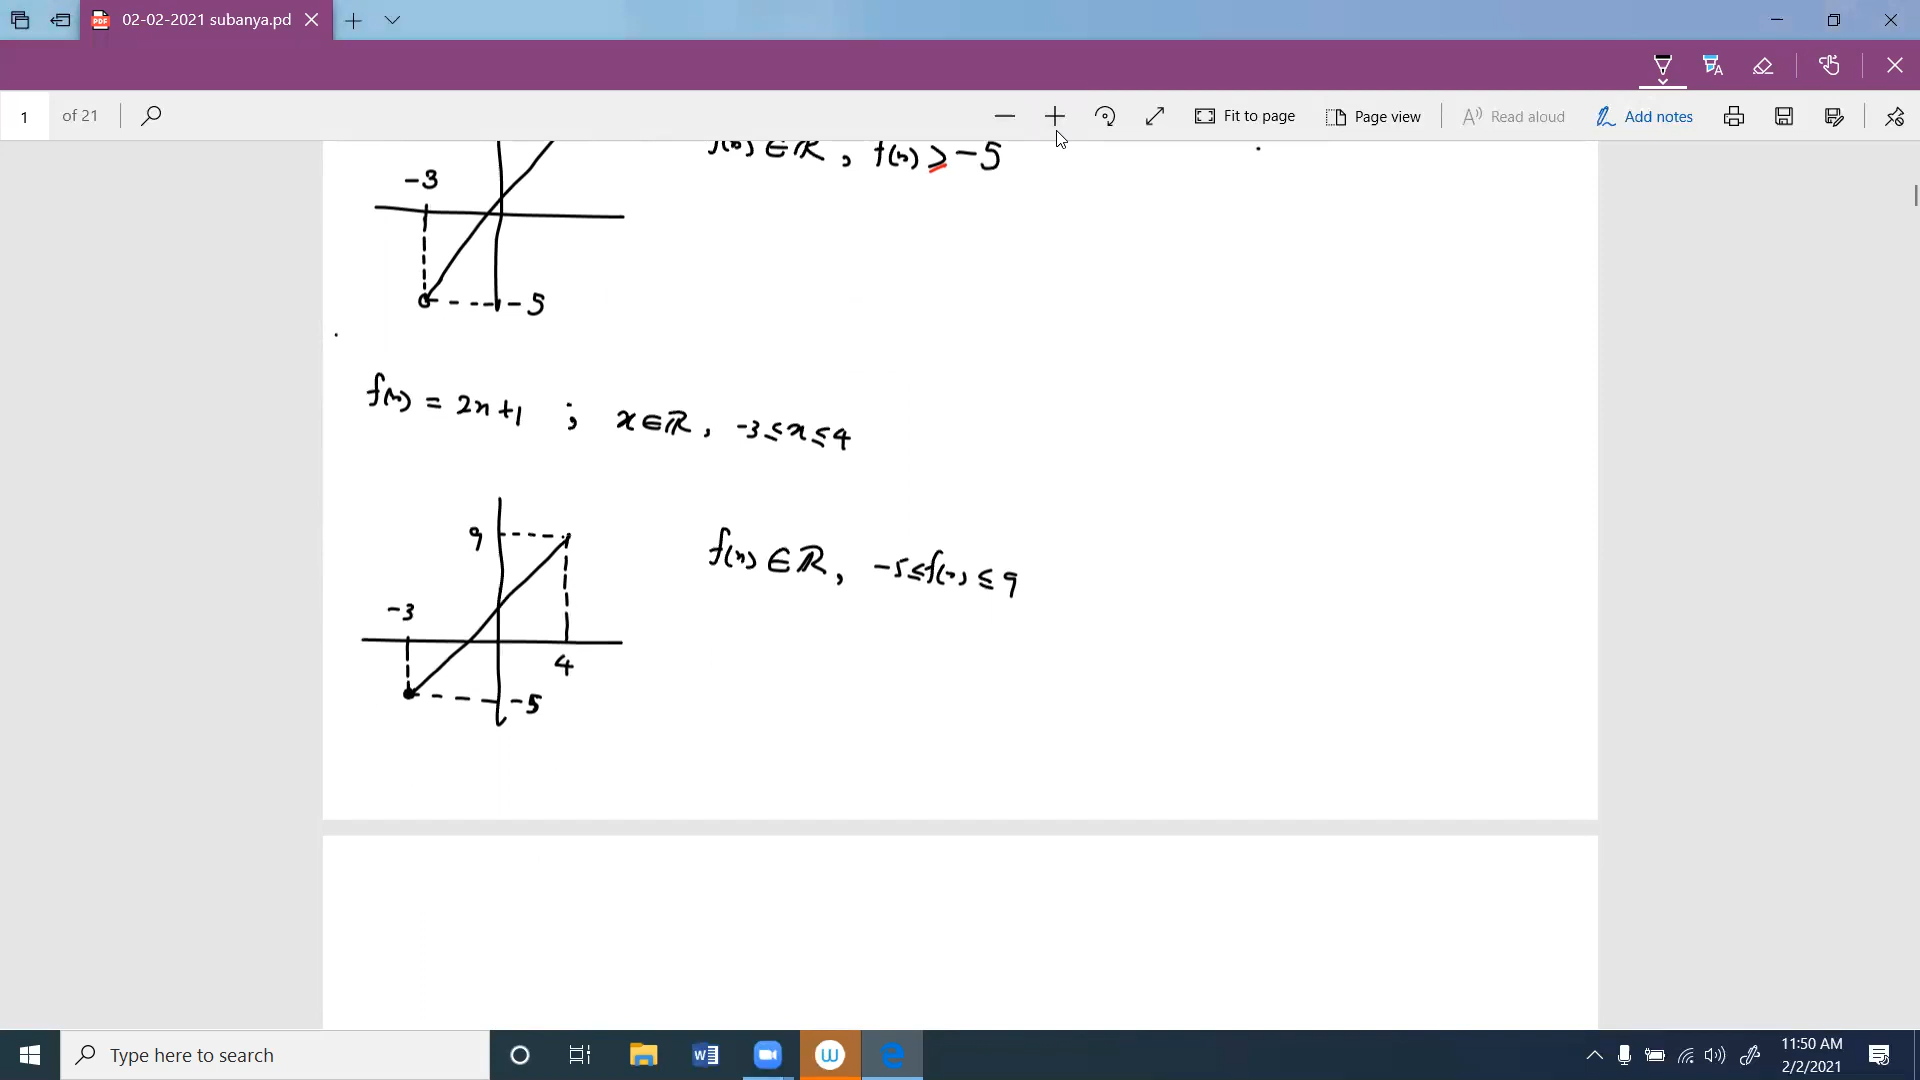 02-02-2021 subanya.pd
1 of 21
Fit to page
Page view
Read aloud
Add notes
f(x) ∈ ℝ, f(x) > -5
-3
-5
f(x) = 2x+1 ; x ∈ ℝ, -3 ≤ x ≤ 4
9
f(x) ∈ ℝ, -5 ≤ f(x) ≤ 9
-3
4
-5
Type here to search
11:50 AM
2/2/2021